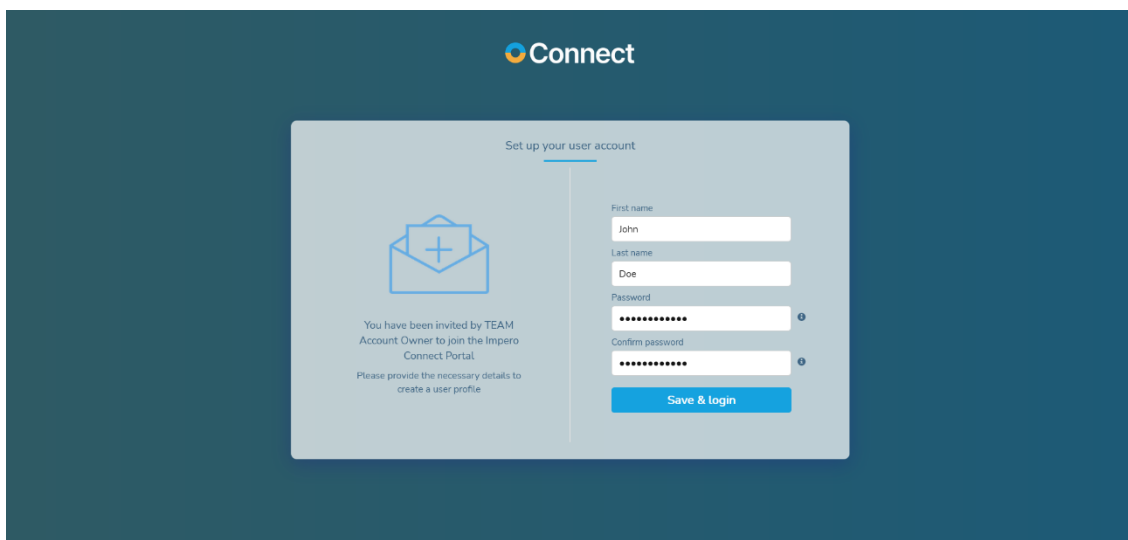 Connect
Set up your user account
You have been invited by TEAM
Account Owner to join the Impero
Connect Portal
Please provide the necessary details to
create a user profile
First name
John
Last name
Doe
Password
••••••••••••
Confirm password
••••••••••••
Save & login